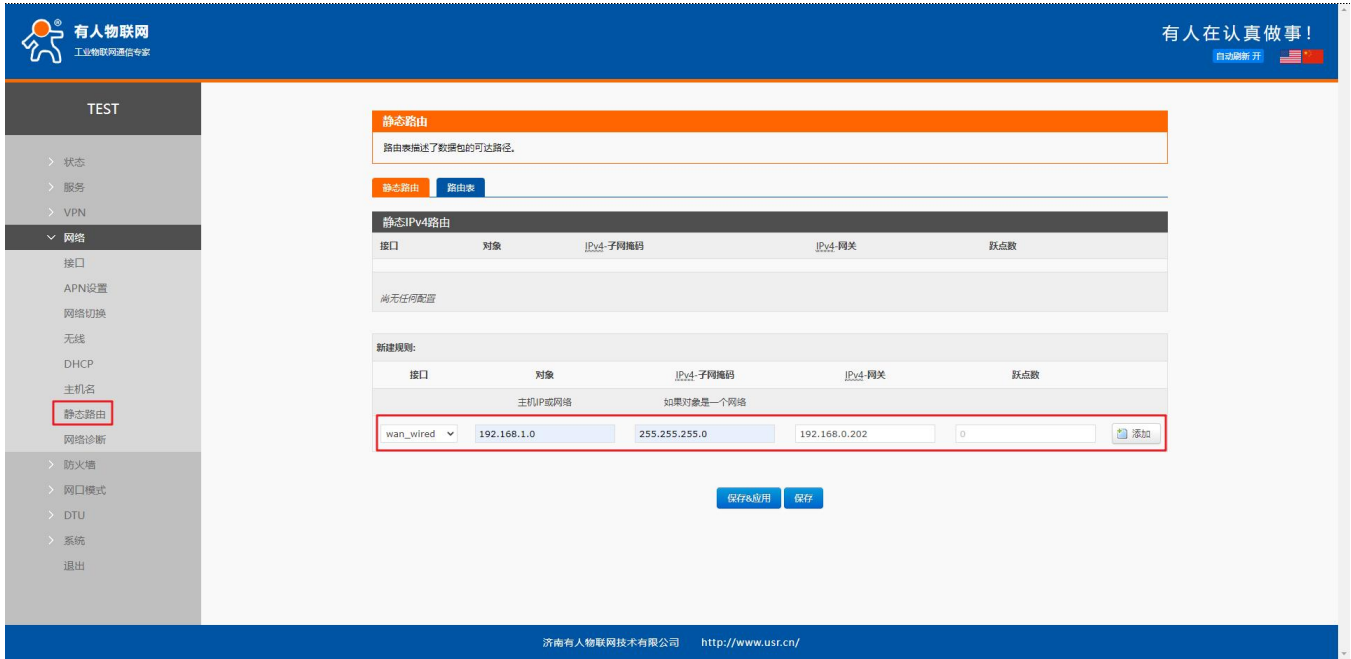 有人物联网
工业物联网通信专家
有人在认真做事!
自动刷新 开
TEST
状态
服务
VPN
网络
接口
APN设置
网络切换
无线
DHCP
主机名
静态路由
网络诊断
防火墙
网口模式
DTU
系统
退出
静态路由
路由表描述了数据包的可达路径。
静态路由 路由表
静态IPv4路由
接口 对象 IPv4-子网掩码 IPv4-网关 跃点数
尚无任何配置
新建规则:
接口 对象 IPv4-子网掩码 IPv4-网关 跃点数
主机IP或网络 如果对象是一个网络
wan_wired 192.168.1.0 255.255.255.0 192.168.0.202 0 添加
保存&应用 保存
济南有人物联网技术有限公司 http://www.usr.cn/